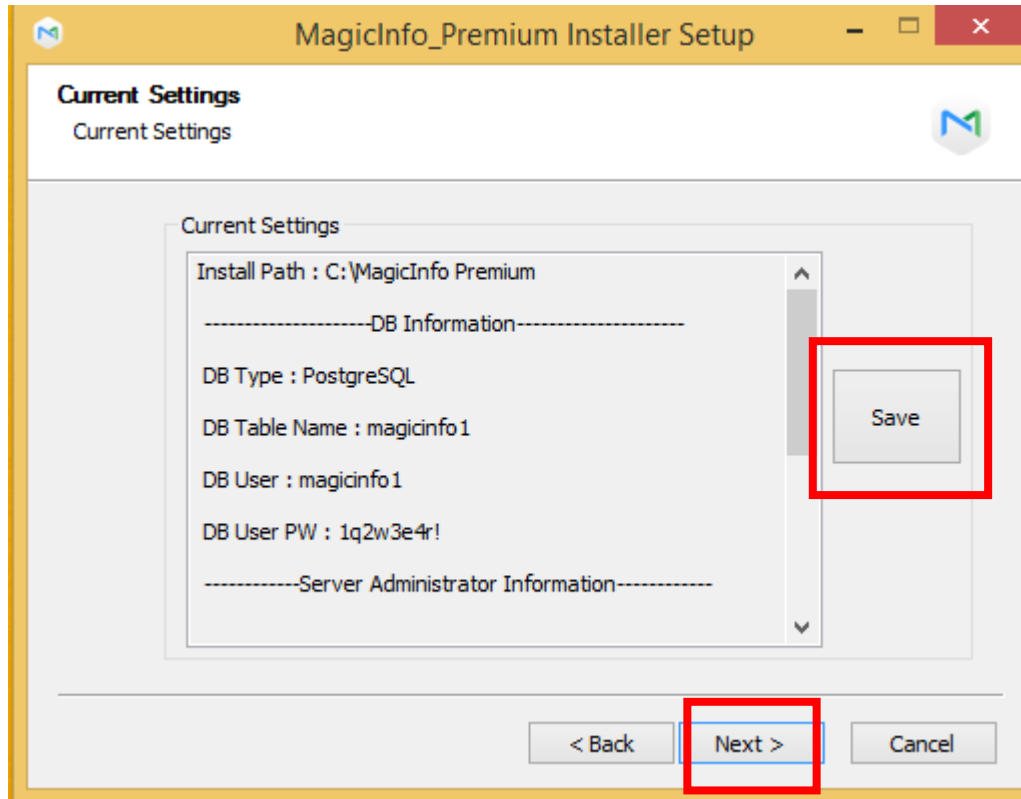 MagicInfo_Premium Installer Setup
Current Settings
Current Settings
Current Settings
Install Path : C:\MagicInfo Premium
---------------------DB Information---------------------
DB Type : PostgreSQL
DB Table Name : magicinfo1
DB User : magicinfo1
DB User PW : 1q2w3e4r!
------------Server Administrator Information------------
Save
< Back
Next >
Cancel